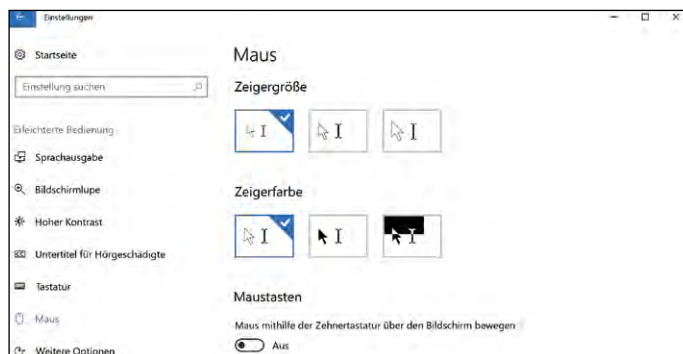 Einstellungen
Startseite
Einstellung suchen
Erleichterte Bedienung
Sprachausgabe
Bildschirmlupe
Hoher Kontrast
Untertitel für Hörgeschädigte
Tastatur
Maus
Weitere Optionen
Maus
Zeigergröße
Zeigerfarbe
Maustasten
Maus mithilfe der Zehnertastatur über den Bildschirm bewegen
Aus